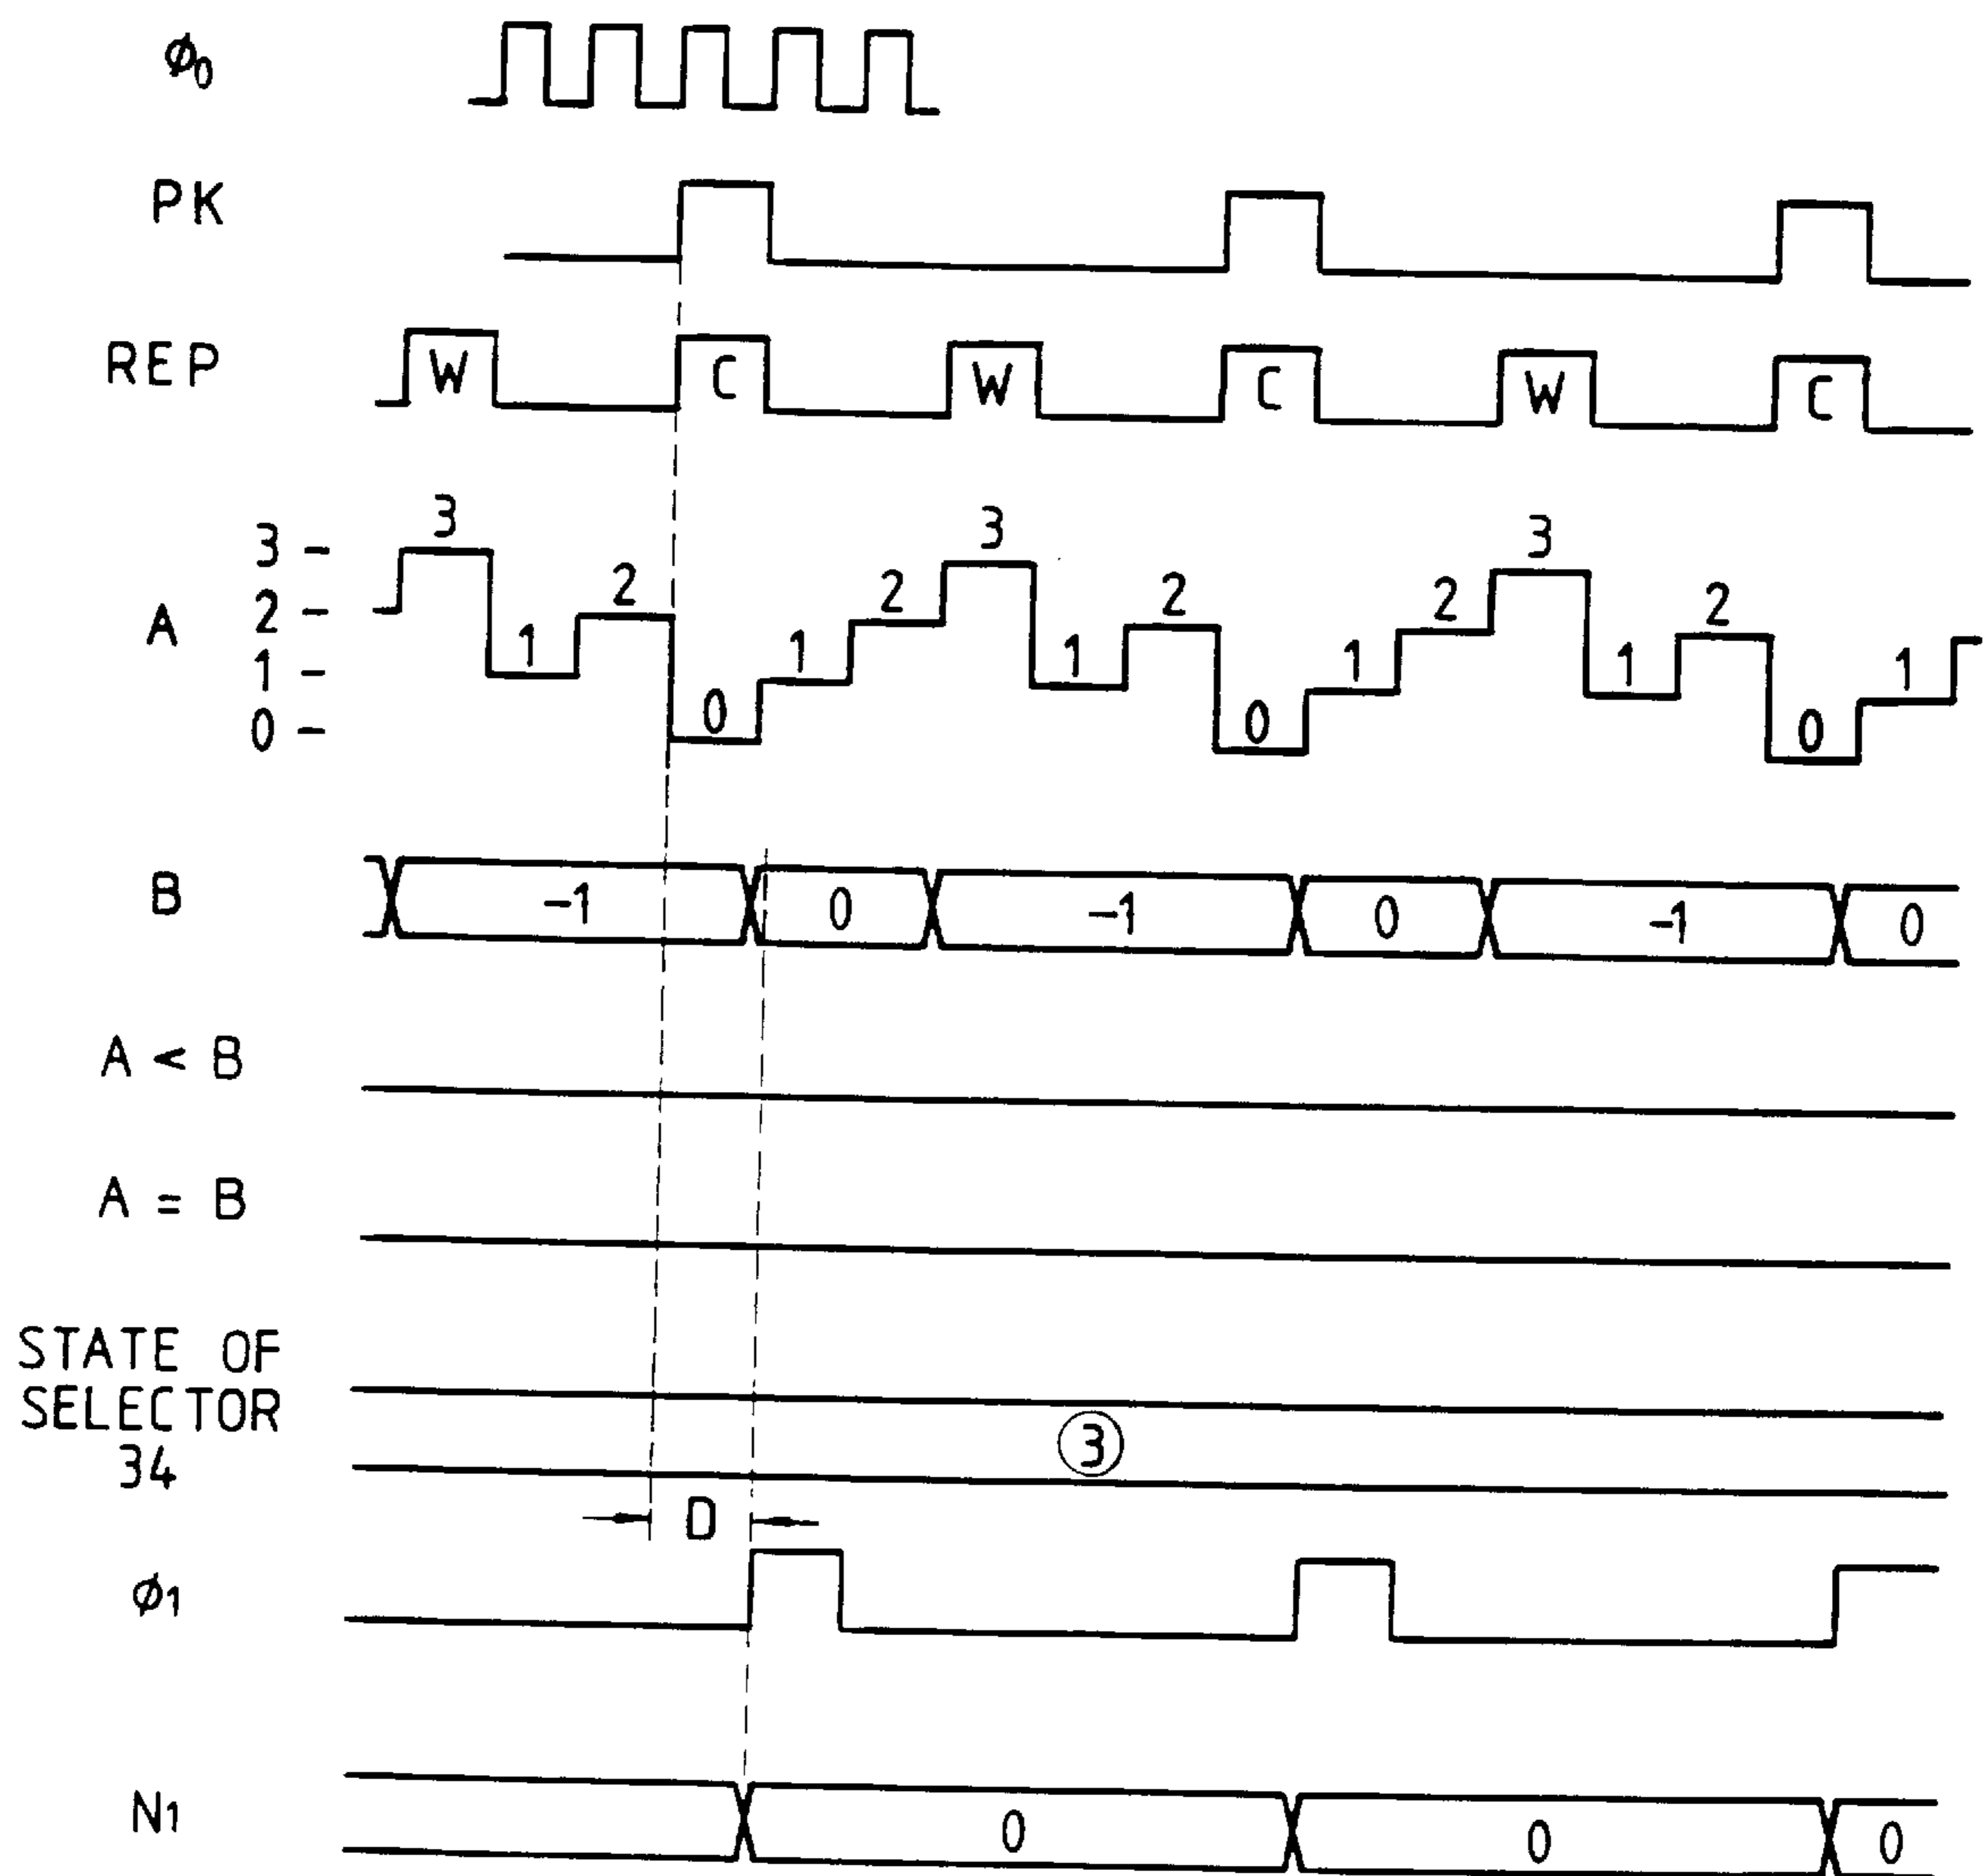 ϕ0
PK
REP W C W C W C
A
3 - 3 3 3
2 - 2 2 2 2 2
1 - 1 1 1 1 1 1
0 - 0 0 0
B -1 0 -1 0 -1 0
A < B
A = B
STATE OF
SELECTOR
34
③
D
ϕ1
N1 0 0 0